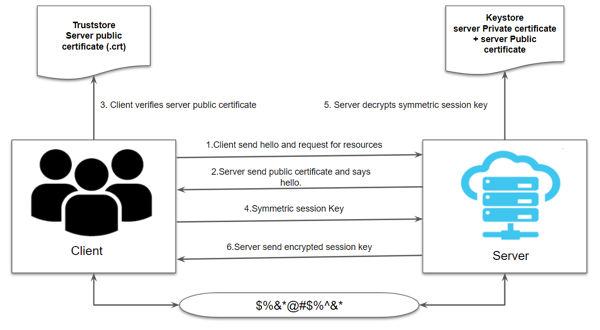 Truststore
Server public
certificate (.crt)
Keystore
server Private certificate
+ server Public
certificate
3. Client verifies server public certificate
5. Server decrypts symmetric session key
1.Client send hello and request for resources
2.Server send public certificate and says
hello.
4.Symmetric session Key
6.Server send encrypted session key
Client
Server
$%&*@#$%^&*